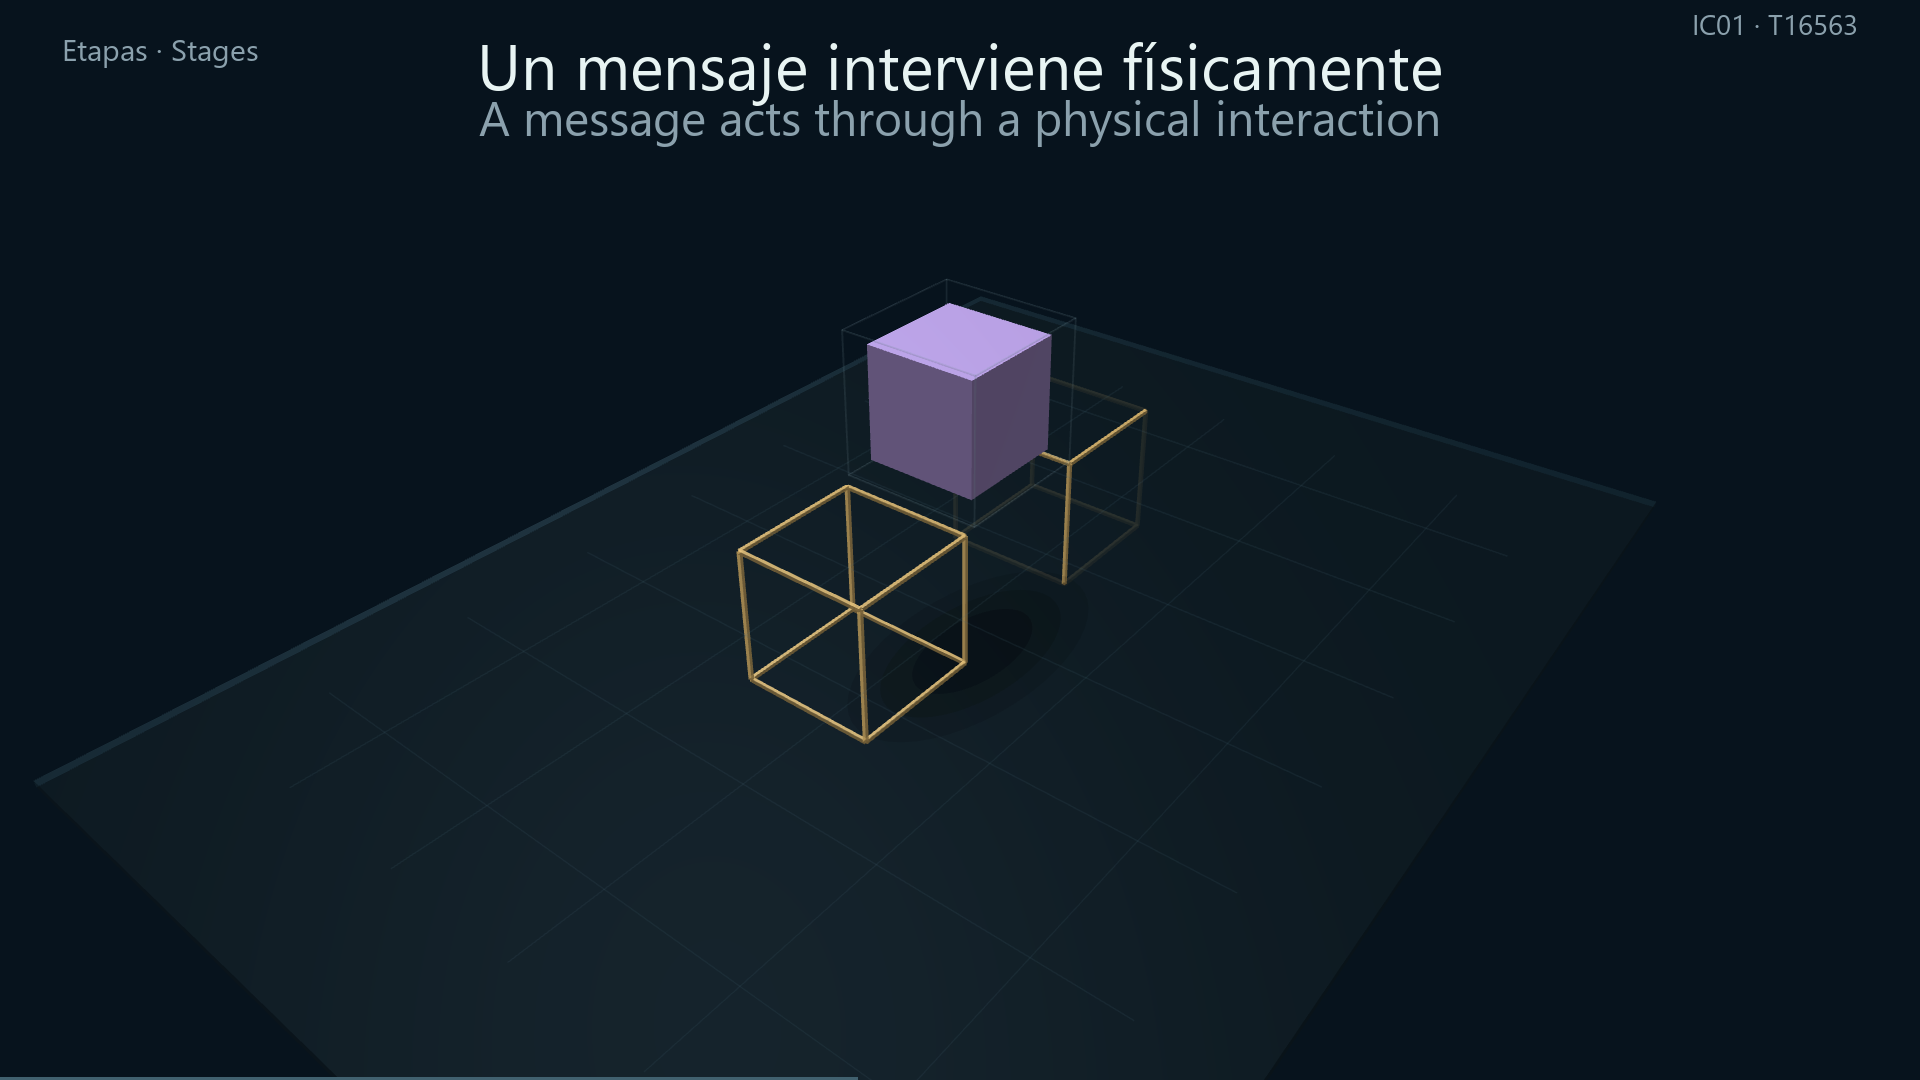 Etapas · Stages
IC01 · T16563
Un mensaje interviene físicamente
A message acts through a physical interaction